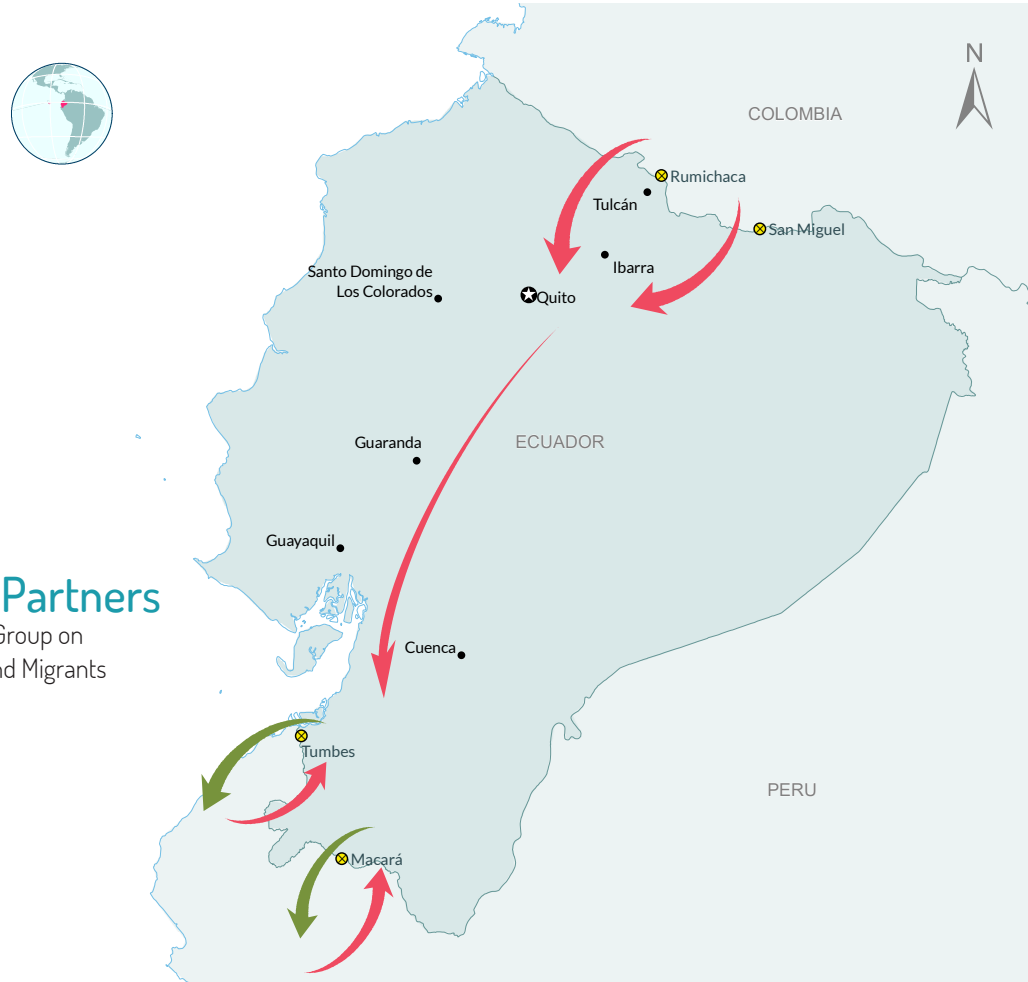 N
COLOMBIA
Rumichaca
Tulcán
San Miguel
Ibarra
Santo Domingo de
Los Colorados
Quito
Guaranda
ECUADOR
Guayaquil
Partners
Group on
Cuenca
Migrants
Tumbes
PERU
Macará